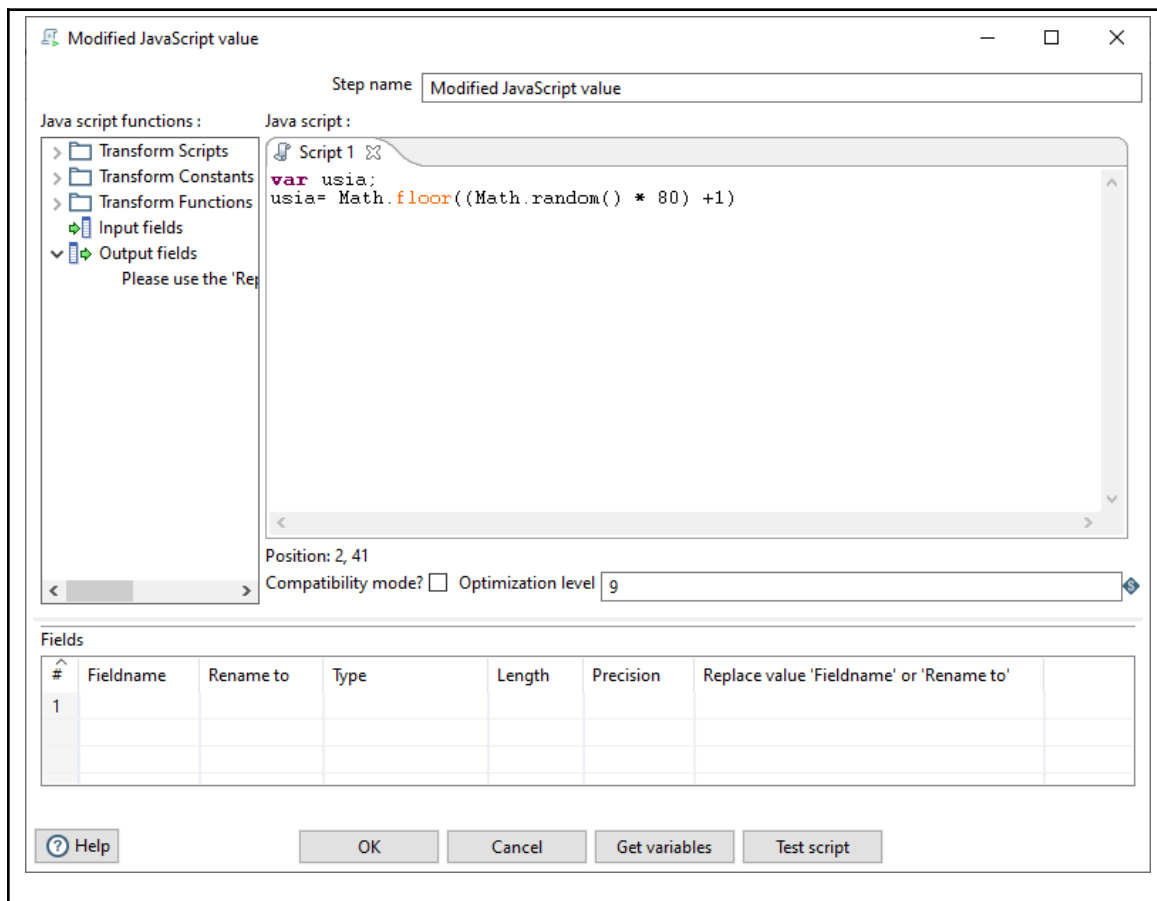 Modified JavaScript value
Step name Modified JavaScript value
Java script functions : Java script :
Transform Scripts
Transform Constants
Transform Functions
Input fields
Output fields
Please use the 'Rep
Script 1
var usia;
usia= Math.floor((Math.random() * 80) +1)
Position: 2, 41
Compatibility mode? Optimization level 9
Fields
# Fieldname Rename to Type Length Precision Replace value 'Fieldname' or 'Rename to'
1
Help OK Cancel Get variables Test script